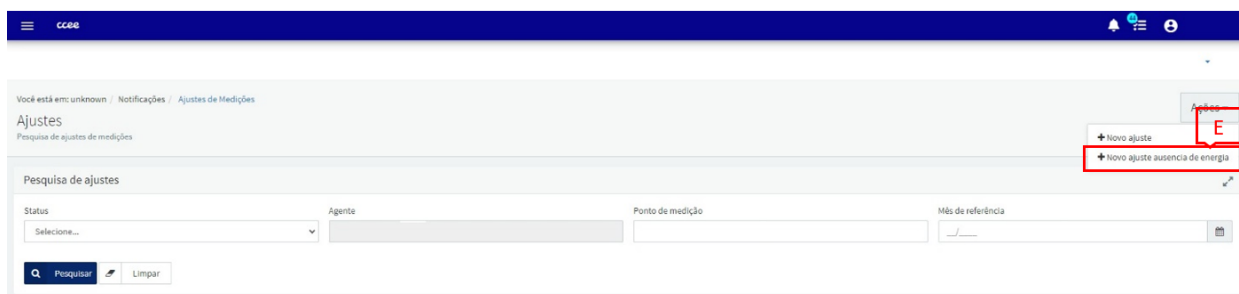 ccee
Você está em: unknown / Notificações / Ajustes de Medições
Ajustes
Pesquisa de ajustes de medições
Ações
E
+ Novo ajuste
+ Novo ajuste ausencia de energia
Pesquisa de ajustes
Status
Agente
Ponto de medição
Mês de referência
Selecione...
__/____
Pesquisar
Limpar